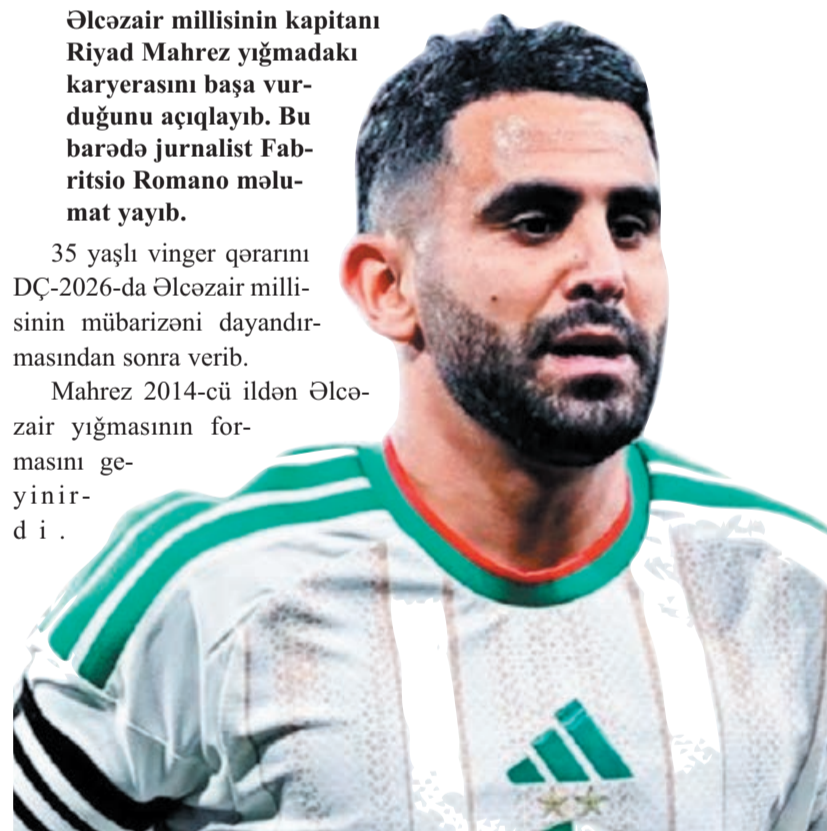 Əlcəzair millisinin kapitanı
Riyad Mahrez yığmadakı
karyerasını başa vur-
duğunu açıqlayıb. Bu
barədə jurnalist Fab-
ritsio Romano məlu-
mat yayıb.
35 yaşlı vinger qərarını
DÇ-2026-da Əlcəzair milli-
sinin mübarizəni dayandır-
masından sonra verib.
Mahrez 2014-cü ildən Əlcə-
zair yığmasının for-
masını ge-
yinir-
di.